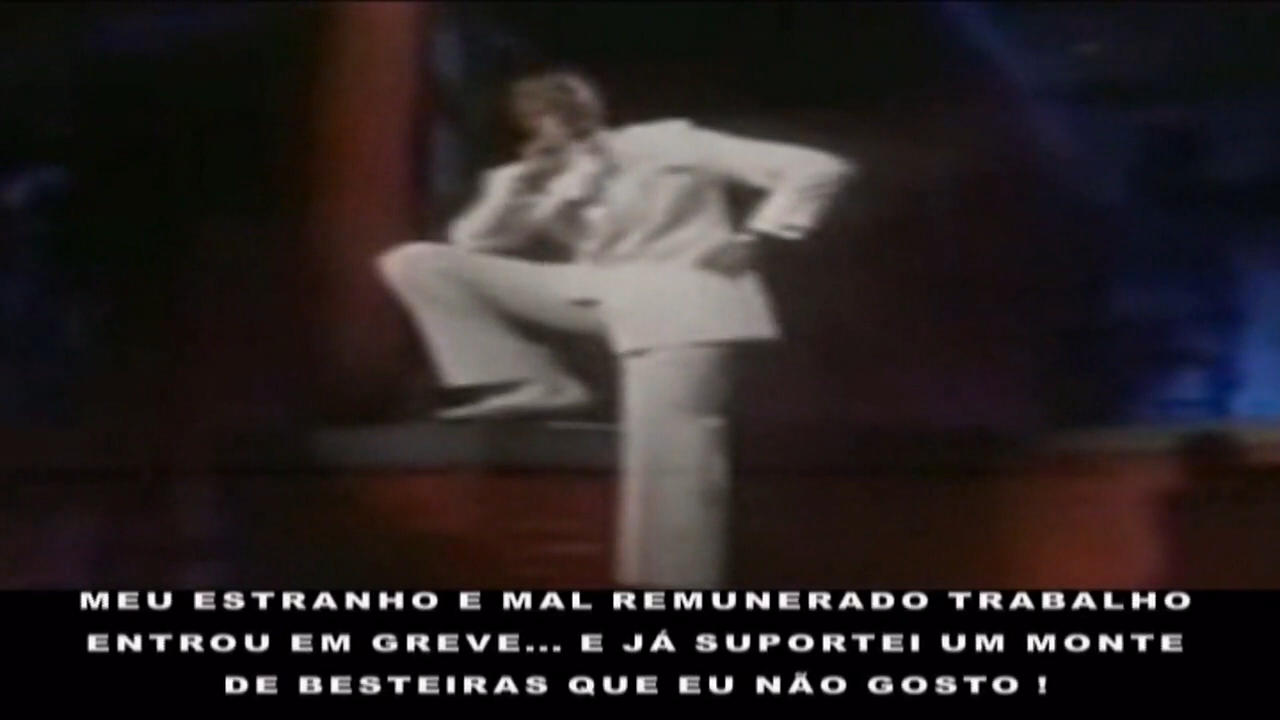 MEU ESTRANHO E MAL REMUNERADO TRABALHO
ENTROU EM GREVE... E JÁ SUPORTEI UM MONTE
DE BESTEIRAS QUE EU NÃO GOSTO !